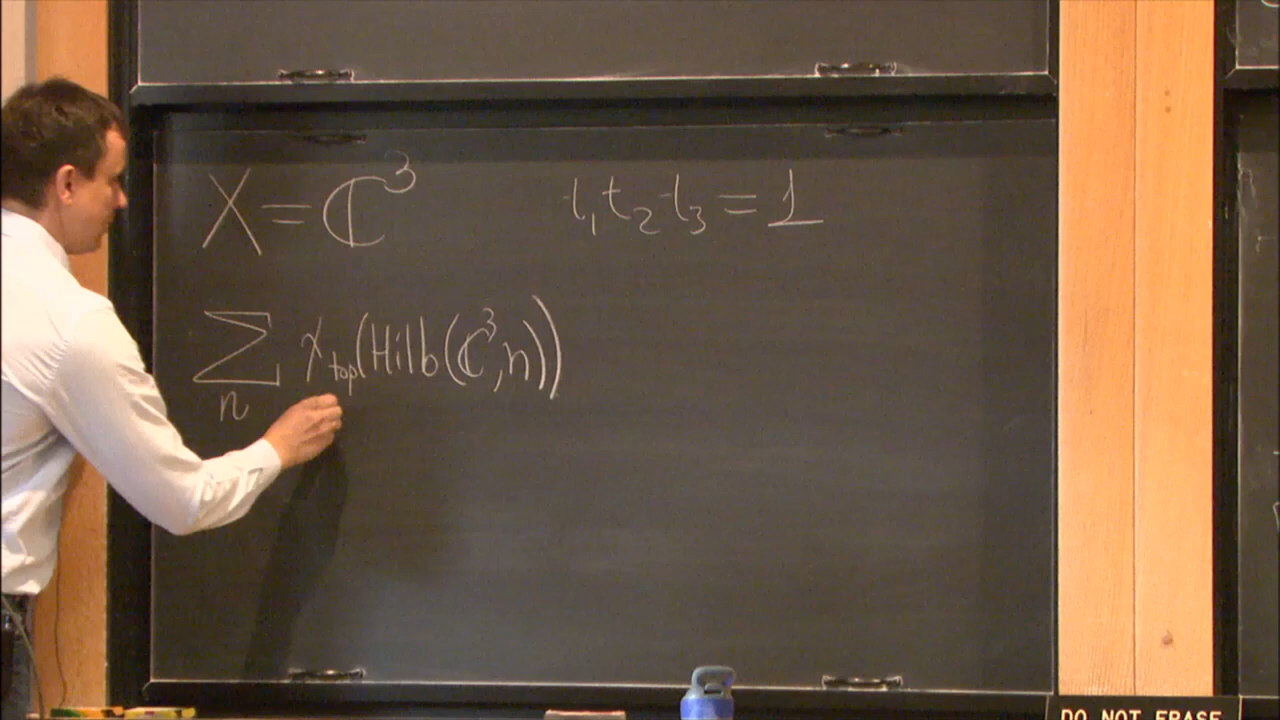 X = ℂ³ t₁t₂t₃ = 1
∑ₙ χ_top(Hilb(ℂ³,n))
DO NOT ERASE